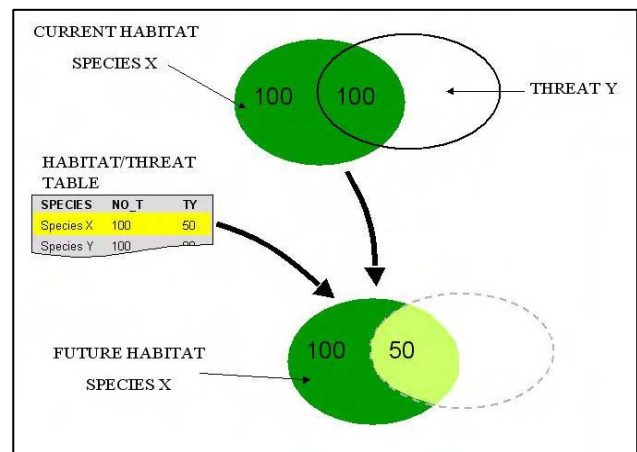 CURRENT HABITAT
SPECIES X
100 100
THREAT Y
HABITAT/THREAT
TABLE
SPECIES NO_T TY
Species X 100 50
Species Y 100
100 50
FUTURE HABITAT
SPECIES X